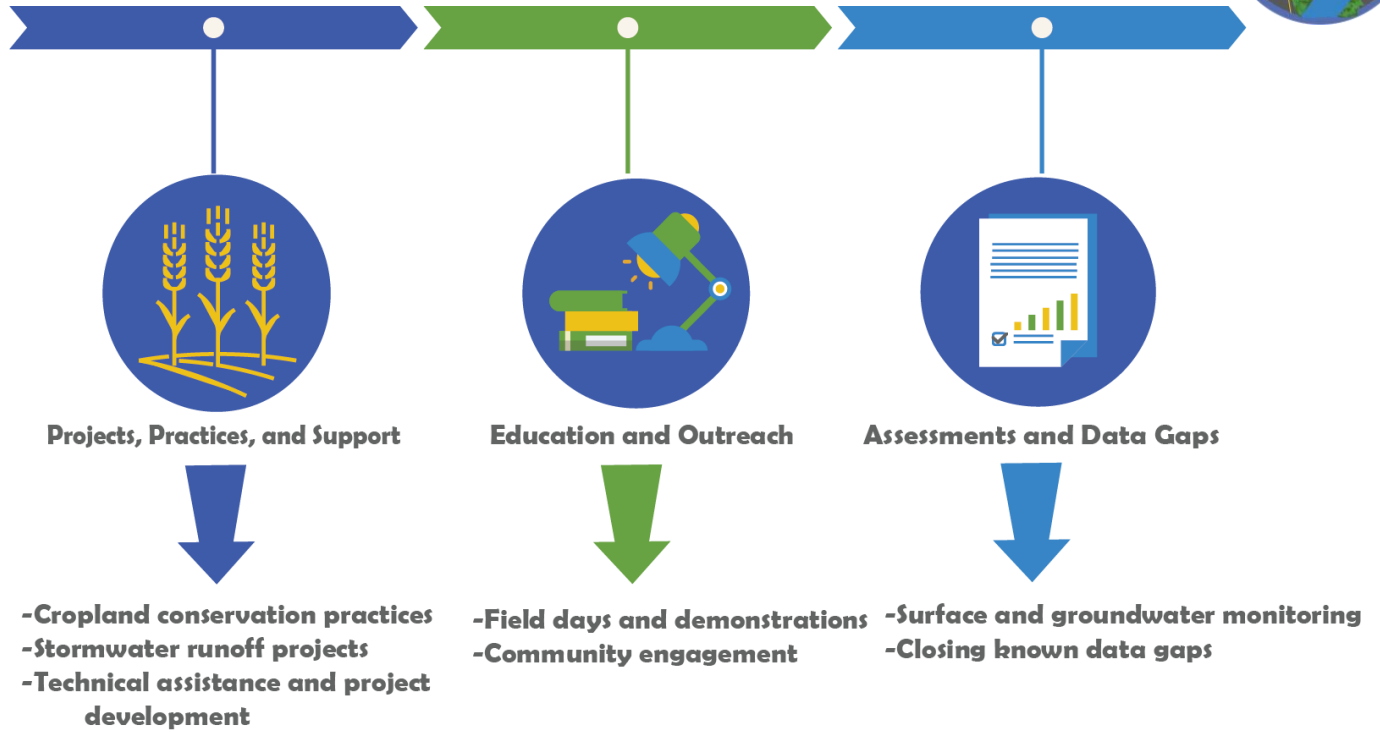 Projects, Practices, and Support
Education and Outreach
Assessments and Data Gaps
-Cropland conservation practices
-Stormwater runoff projects
-Technical assistance and project
development
-Field days and demonstrations
-Community engagement
-Surface and groundwater monitoring
-Closing known data gaps